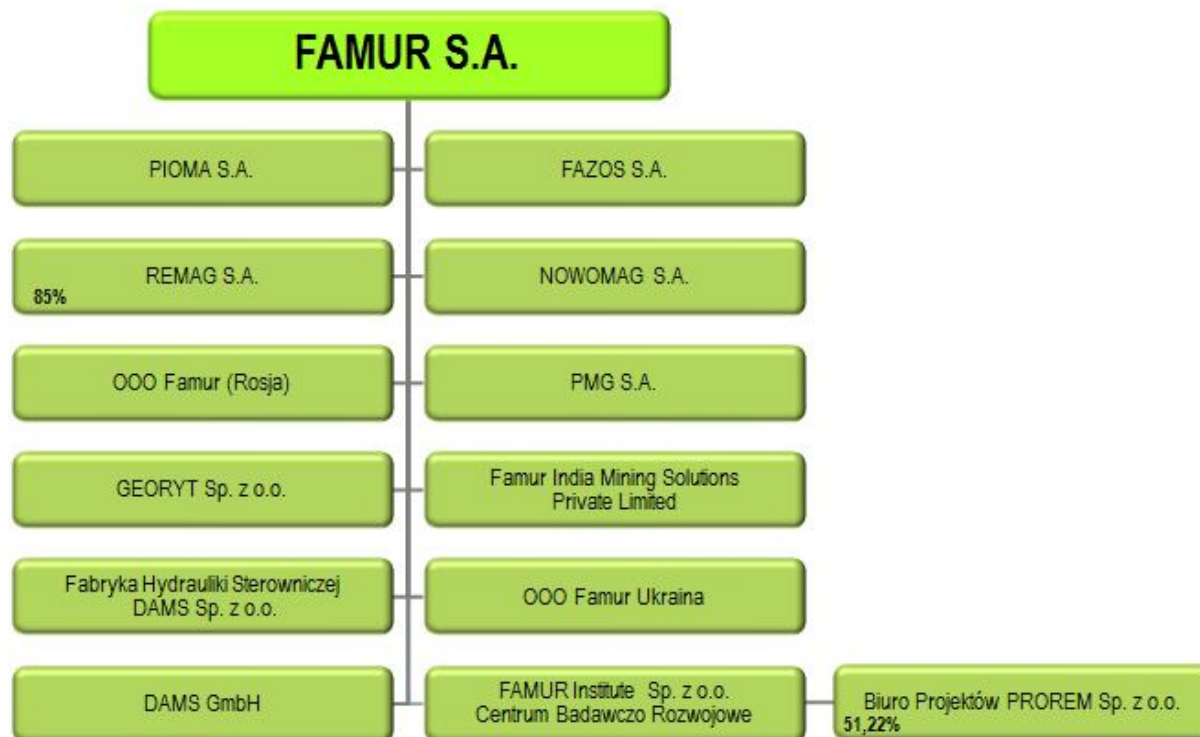 FAMUR S.A.
PIOMA S.A.
FAZOS S.A.
REMAG S.A.
85%
NOWOMAG S.A.
OOO Famur (Rosja)
PMG S.A.
GEORYT Sp. z o.o.
Famur India Mining Solutions
Private Limited
Fabryka Hydrauliki Sterowniczej
DAMS Sp. z o.o.
OOO Famur Ukraina
DAMS GmbH
FAMUR Institute Sp. z o.o.
Centrum Badawczo Rozwojowe
Biuro Projektów PROREM Sp. z o.o.
51,22%